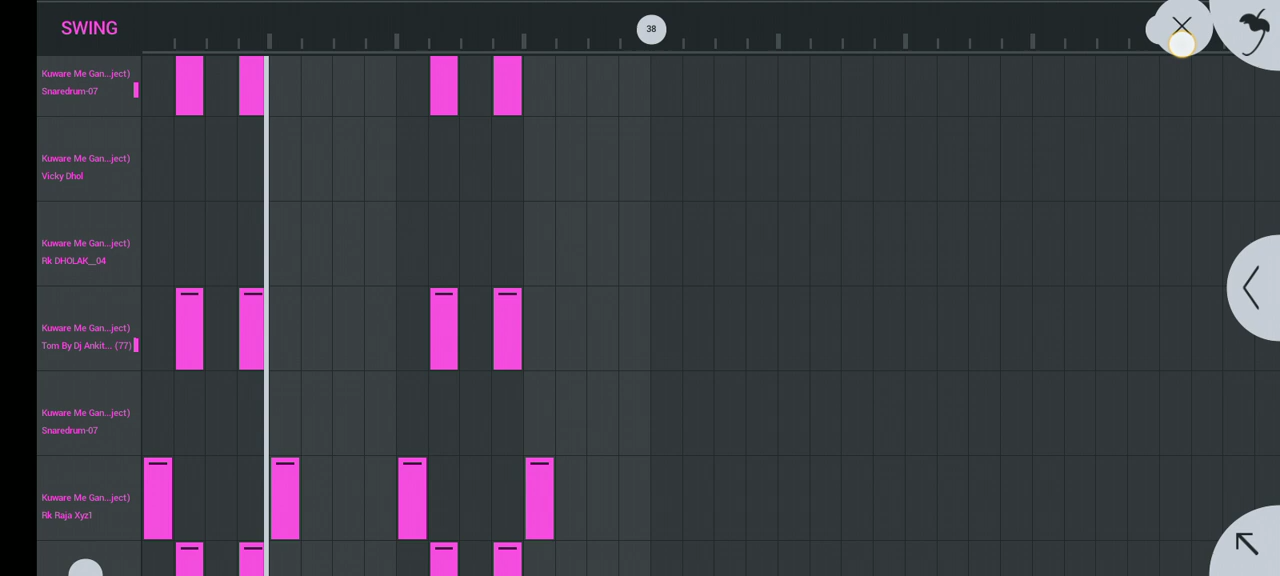 SWING
38
Kuware Me Gan...ject)
Snaredrum-07
Kuware Me Gan...ject)
Vicky Dhol
Kuware Me Gan...ject)
Rk DHOLAK__04
Kuware Me Gan...ject)
Tom By Dj Ankit... (77)
Kuware Me Gan...ject)
Snaredrum-07
Kuware Me Gan...ject)
Rk Raja Xyz1